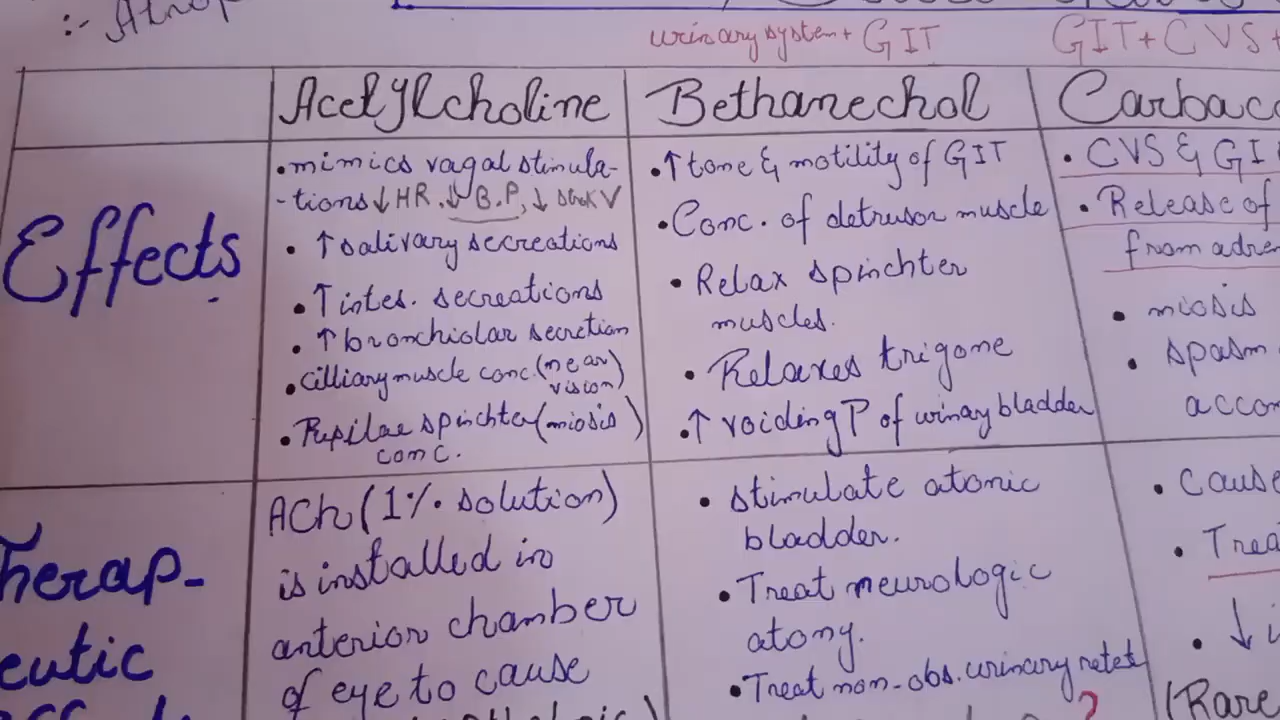 :- Atrop
urinary system + GIT
GIT + CVS +
Acetylcholine
Bethanechol
Carbac
Effects
• mimics vagal stimula-
-tions ↓ HR, ↓ B.P, ↓ StrokV
• ↑ salivary secreations
• ↑ intes. secreations
• ↑ bronchiolar secretion
• cilliary muscle conc. (near vision)
• Pupilae spinchter (miosis)
conc.
• ↑ tone & motility of GIT
• Conc. of detrusor muscle
• Relax spinchter
muscles.
• Relaxes trigone
• ↑ voiding P of urinary bladder
• CVS & GI
• Release of
from adre
• miosis
• spasm
accom
Therap-
eutic
ACh (1% solution)
is installed in
anterior chamber
of eye to cause
• stimulate atonic
bladder.
• Treat neurologic
atony.
• Treat non-obs. urinary retet
?
• Cause
• Trea
• ↓ i
(Rare